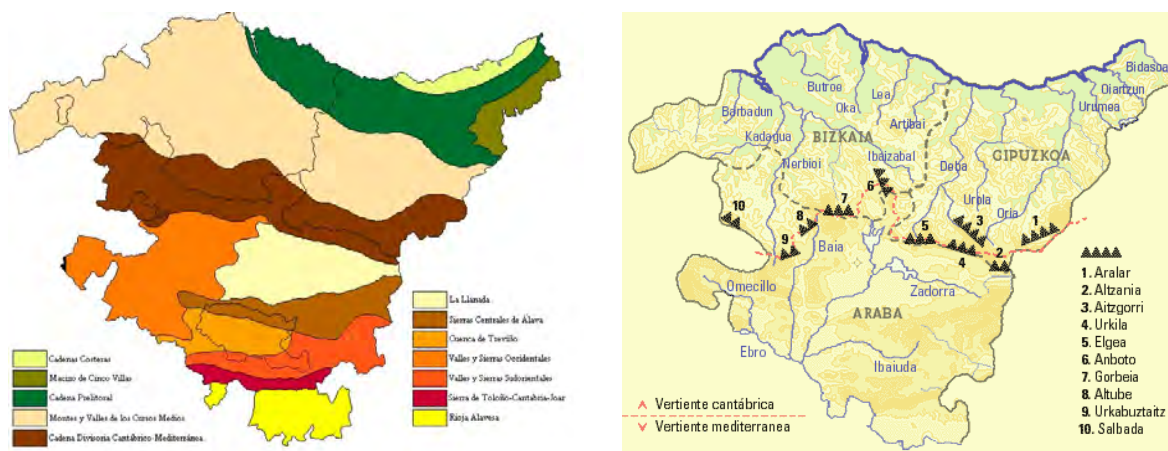 La Llanada
Sierras Centrales de Álava
Cuenca de Treviño
Valles y Sierras Occidentales
Valles y Sierras Sudorientales
Sierra de Toloño-Cantabria-Joar
Rioja Alavesa
Cadenas Costeras
Macizo de Cinco Villas
Cadena Prelitoral
Montes y Valles de los Cursos Medios
Cadena Divisoria Cantábrico-Mediterránea
Bidasoa
Oiartzun
Urumea
Butroe
Lea
Oka
Barbadun
Artibai
Kadagua
BIZKAIA
GIPUZKOA
Nerbioi
Ibaizabal
Deba
6
Urola
Oria
10
7
8
3
1
9
5
2
4
Baia
Omecillo
Zadorra
ARABA
Ebro
Ibaiuda
Vertiente cantábrica
Vertiente mediterranea
1. Aralar
2. Altzania
3. Aitzgorri
4. Urkila
5. Elgea
6. Anboto
7. Gorbeia
8. Altube
9. Urkabuztaitz
10. Salbada